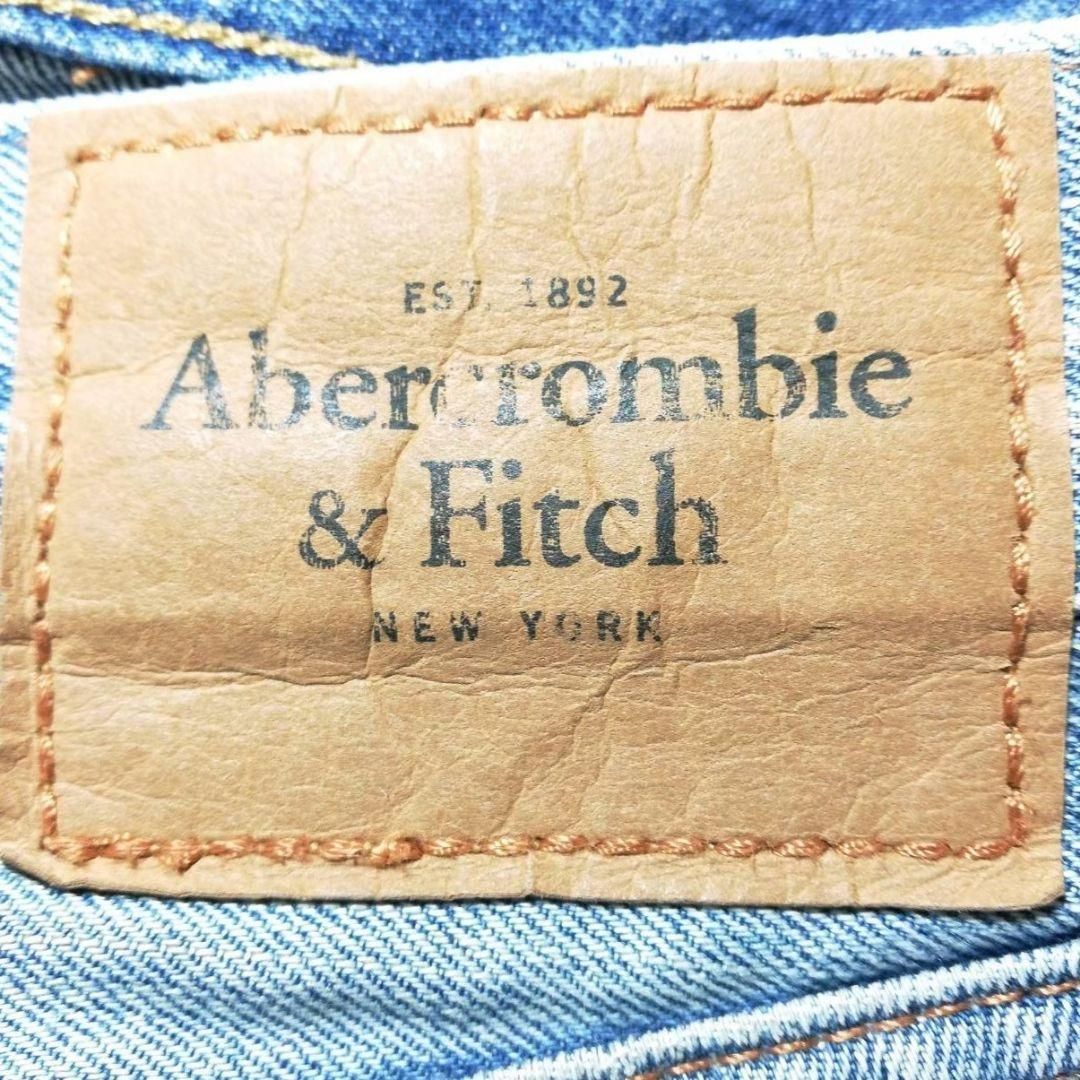 EST. 1892
Abercrombie
& Fitch
NEW YORK